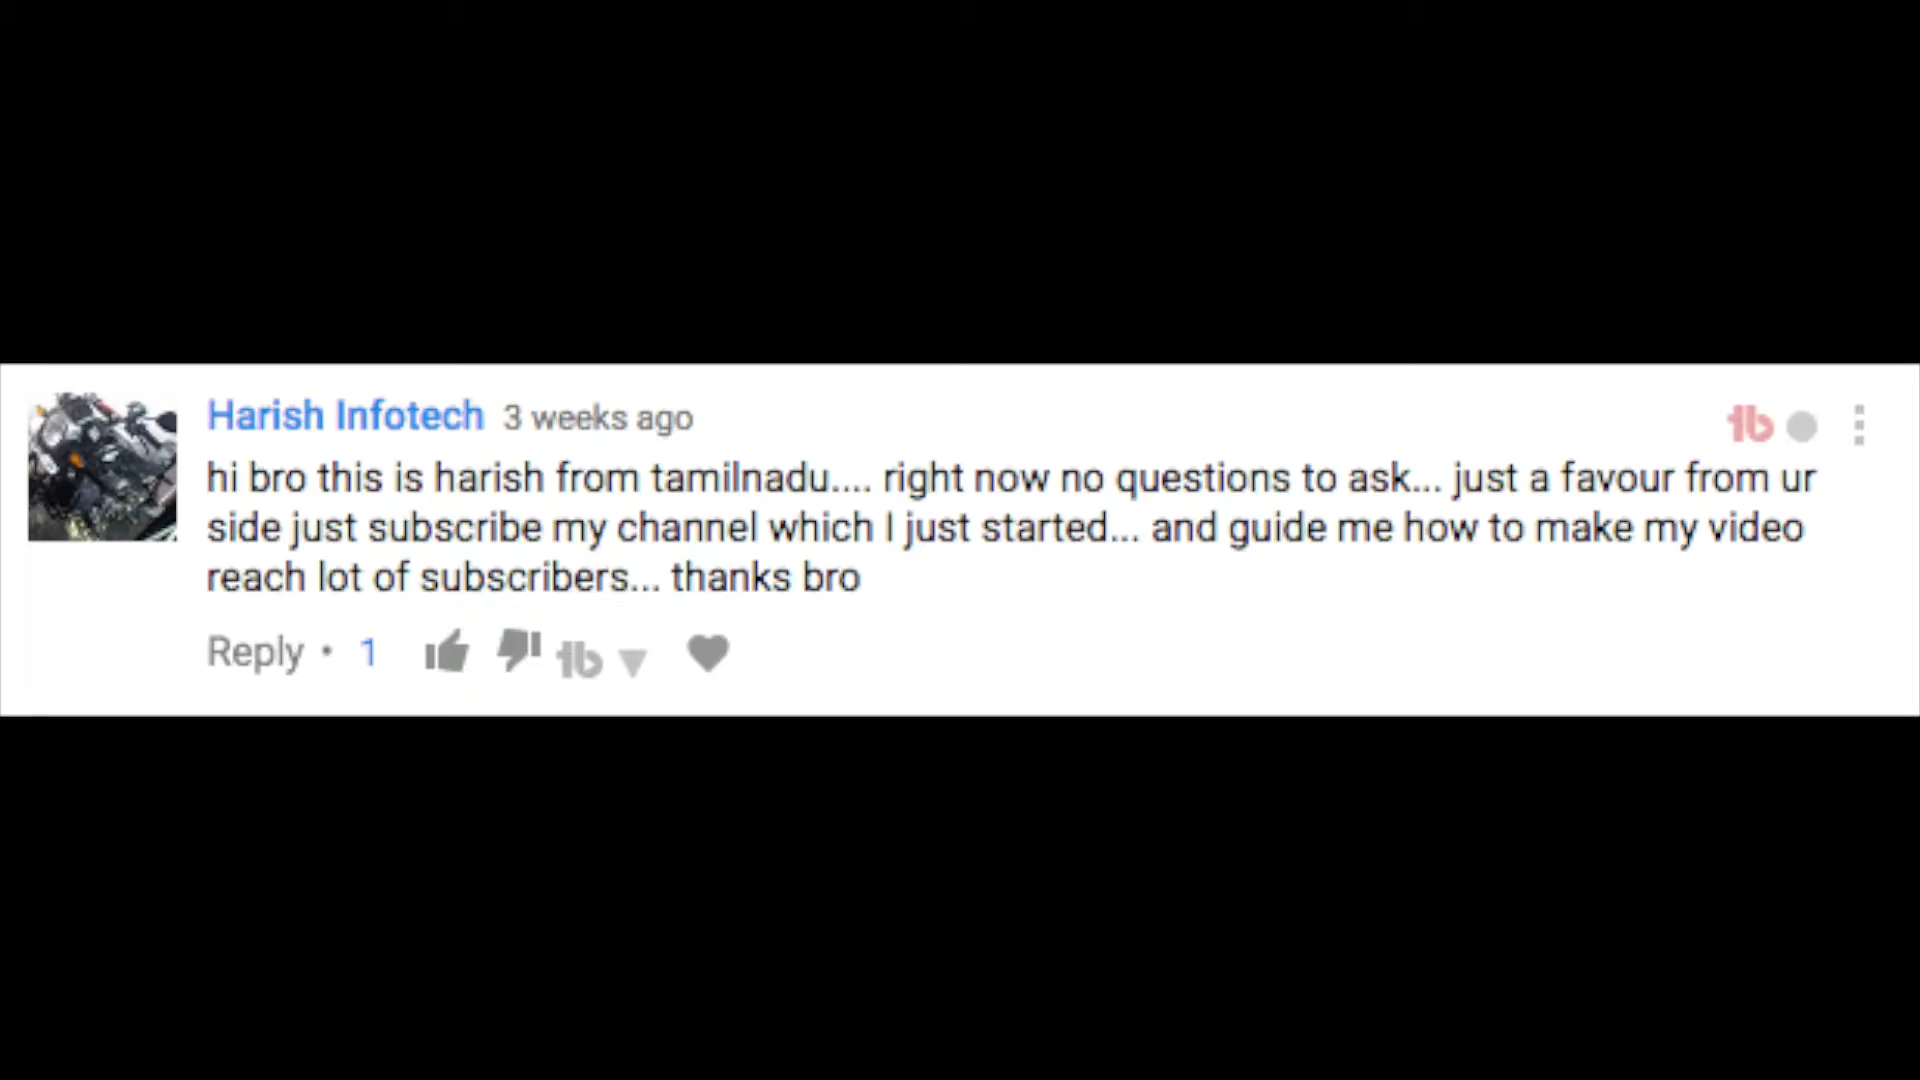 Harish Infotech 3 weeks ago
tb
hi bro this is harish from tamilnadu.... right now no questions to ask... just a favour from ur
side just subscribe my channel which I just started... and guide me how to make my video
reach lot of subscribers... thanks bro
Reply • 1 tb